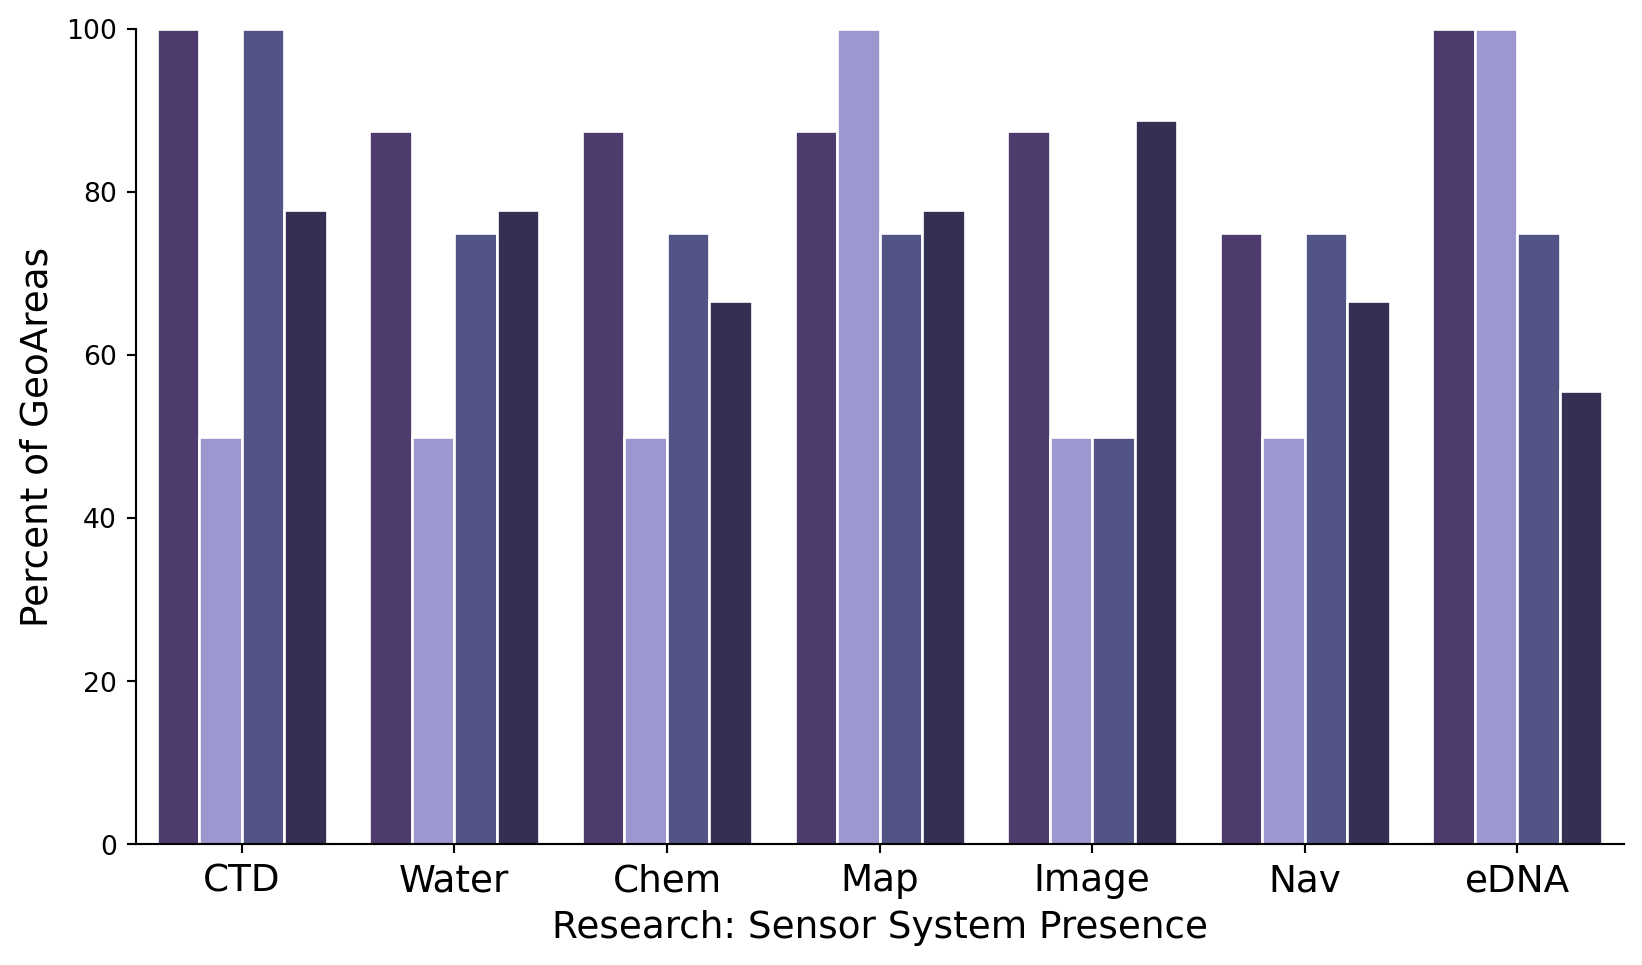 100
80
60
40
20
0
Percent of GeoAreas
CTD Water Chem Map Image Nav eDNA
Research: Sensor System Presence